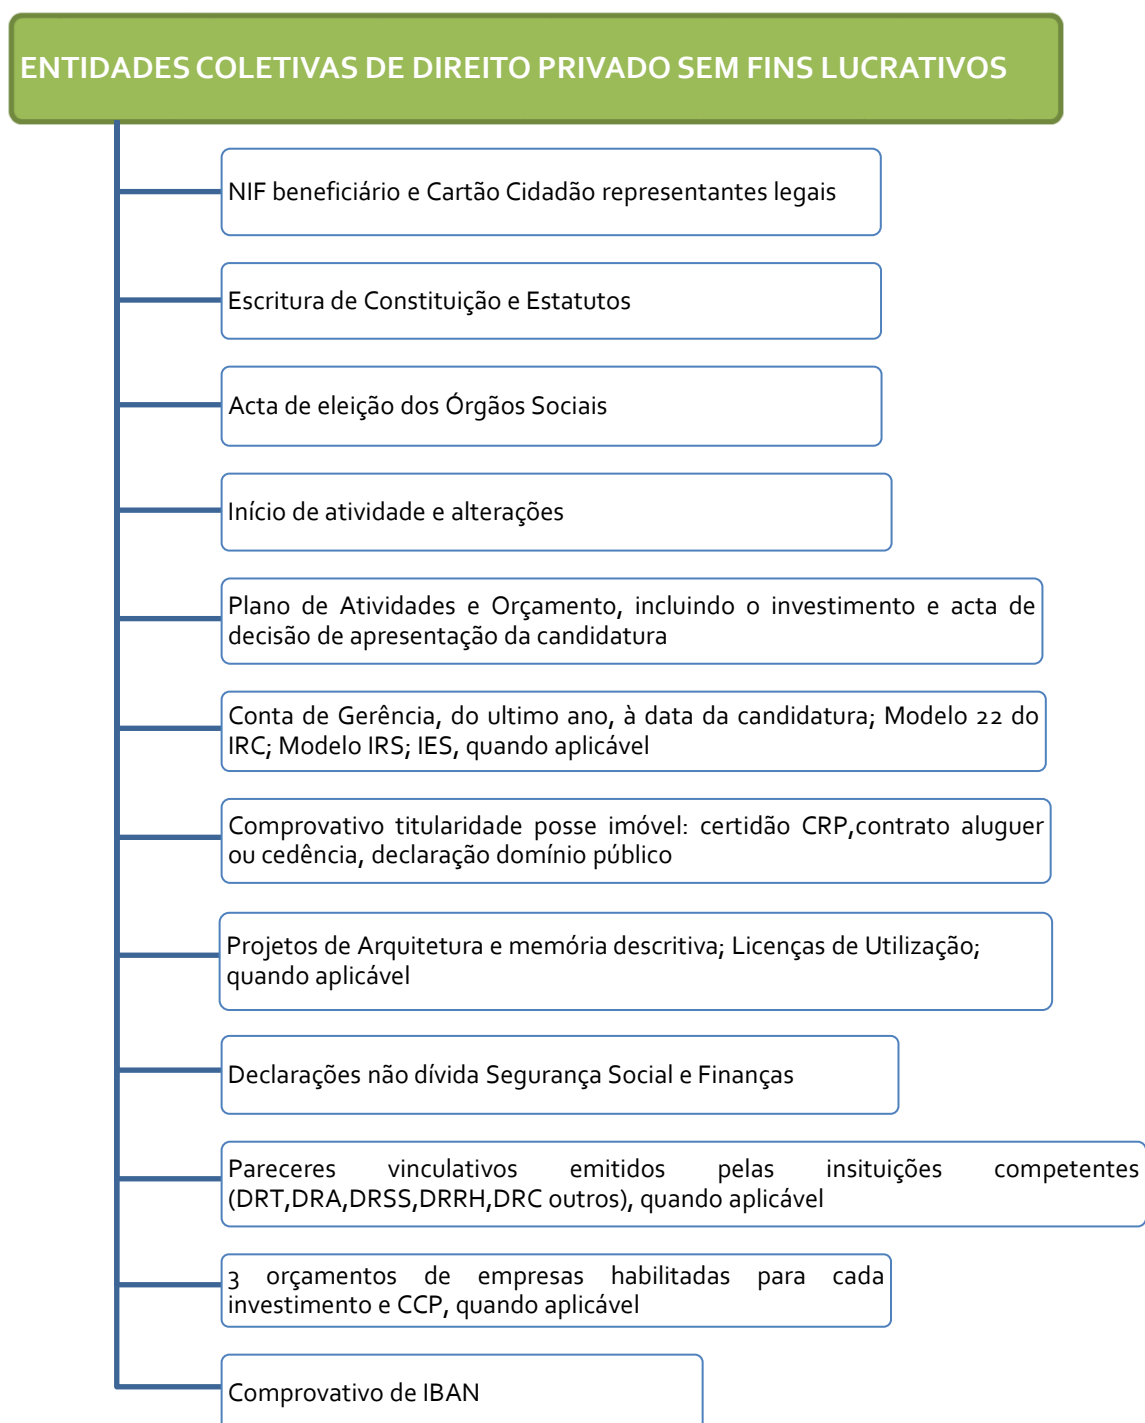 ENTIDADES COLETIVAS DE DIREITO PRIVADO SEM FINS LUCRATIVOS
NIF beneficiário e Cartão Cidadão representantes legais
Escritura de Constituição e Estatutos
Acta de eleição dos Órgãos Sociais
Início de atividade e alterações
Plano de Atividades e Orçamento, incluindo o investimento e acta de
decisão de apresentação da candidatura
Conta de Gerência, do ultimo ano, à data da candidatura; Modelo 22 do
IRC; Modelo IRS; IES, quando aplicável
Comprovativo titularidade posse imóvel: certidão CRP,contrato aluguer
ou cedência, declaração domínio público
Projetos de Arquitetura e memória descritiva; Licenças de Utilização;
quando aplicável
Declarações não dívida Segurança Social e Finanças
Pareceres vinculativos emitidos pelas insituições competentes
(DRT,DRA,DRSS,DRRH,DRC outros), quando aplicável
3 orçamentos de empresas habilitadas para cada
investimento e CCP, quando aplicável
Comprovativo de IBAN